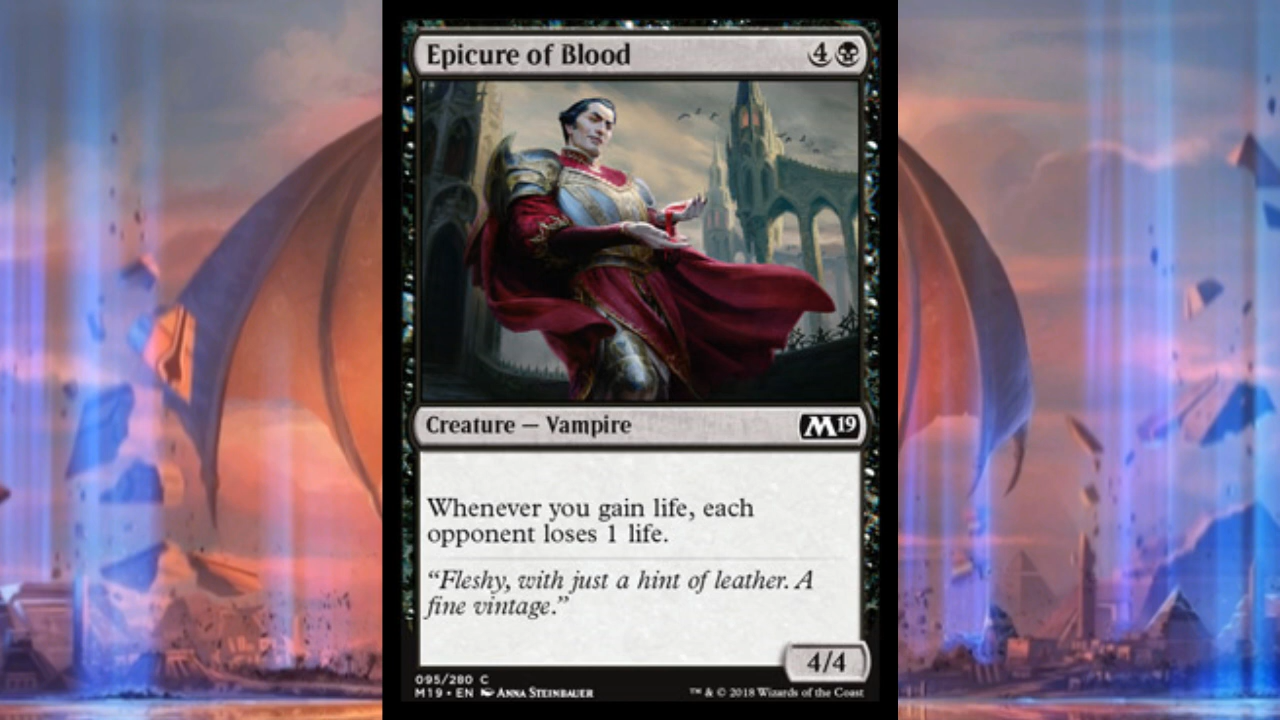 Epicure of Blood 4
Creature — Vampire M19
Whenever you gain life, each
opponent loses 1 life.
“Fleshy, with just a hint of leather. A
fine vintage.”
4/4
095/280 C
M19 • EN Anna Steinbauer ™ & © 2018 Wizards of the Coast